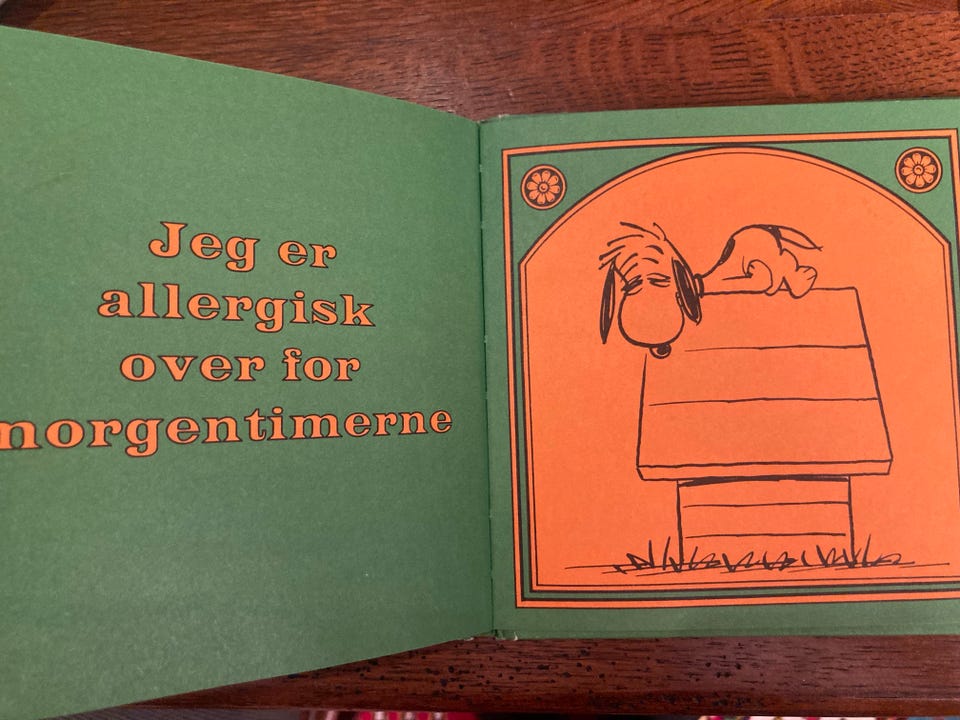 Jeg er
allergisk
over for
morgentimerne